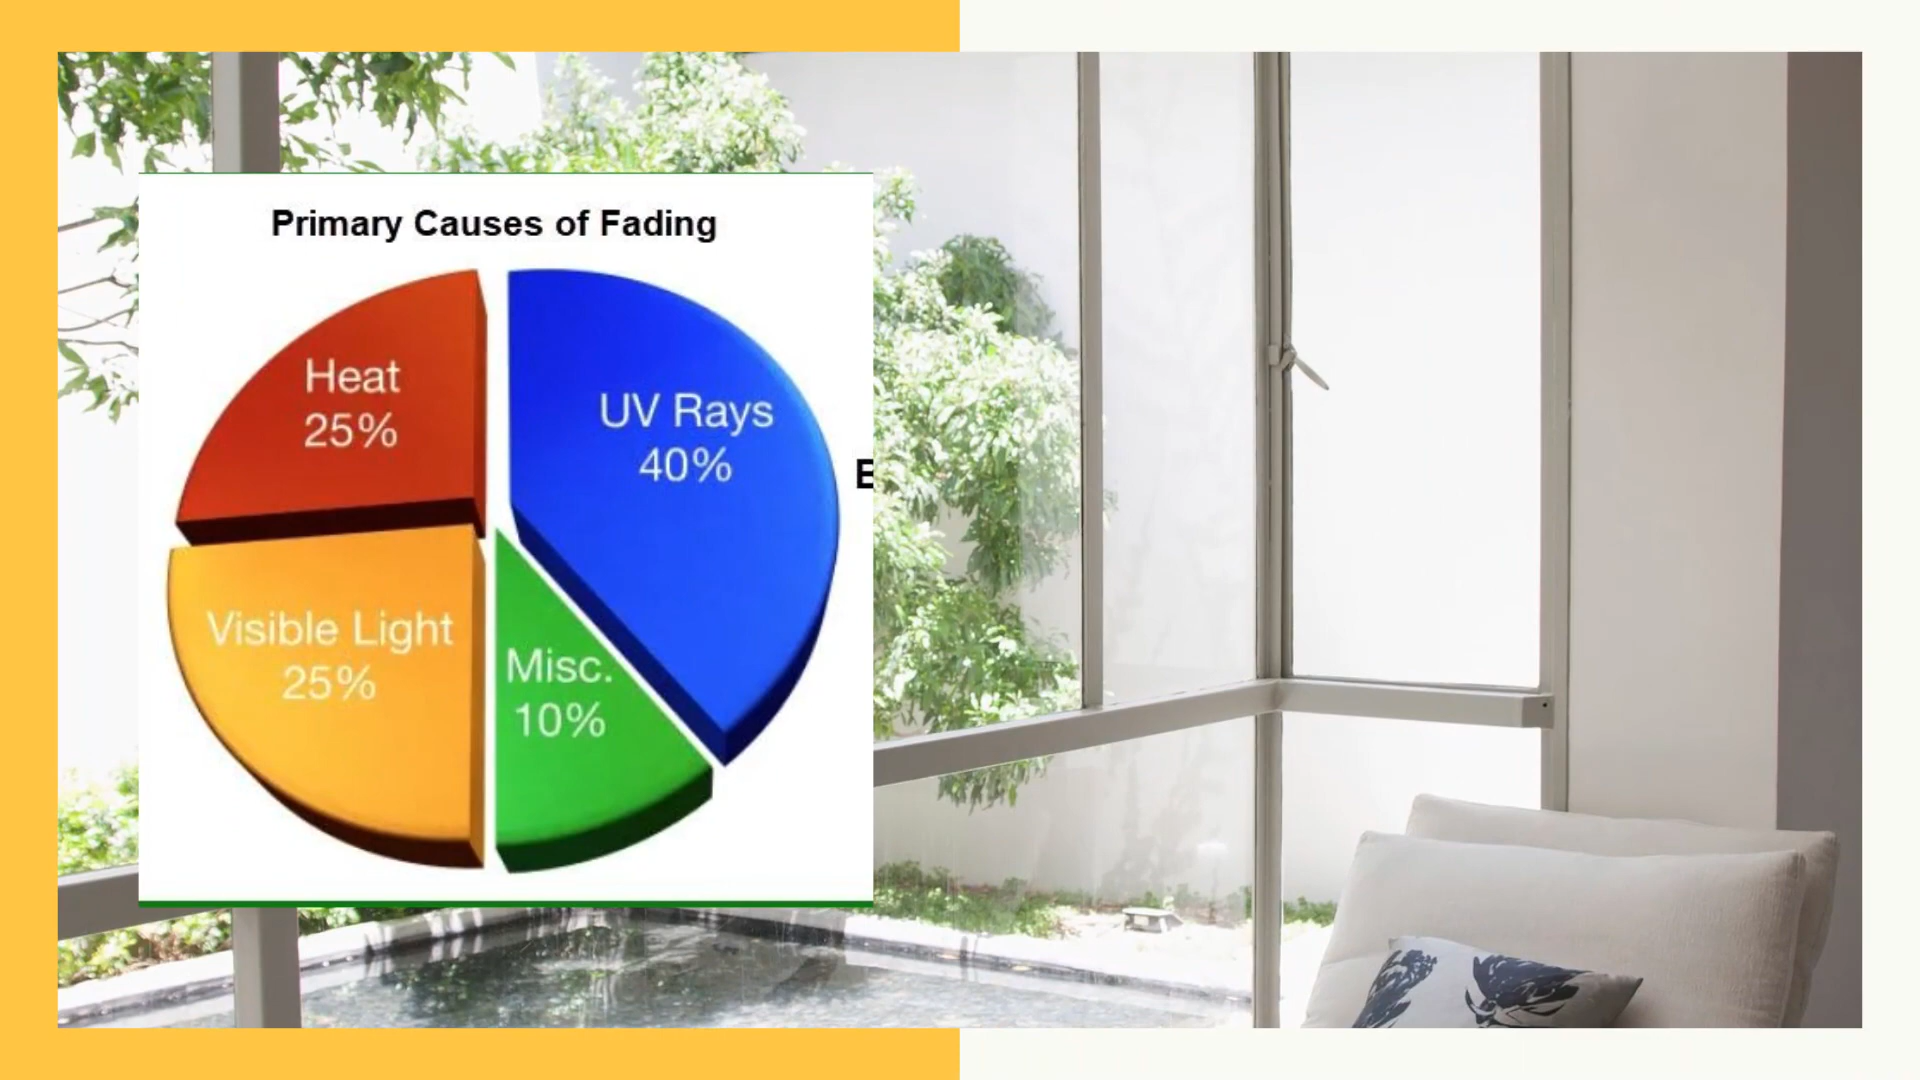 Primary Causes of Fading
Heat
25%
UV Rays
40%
Visible Light
25%
Misc.
10%